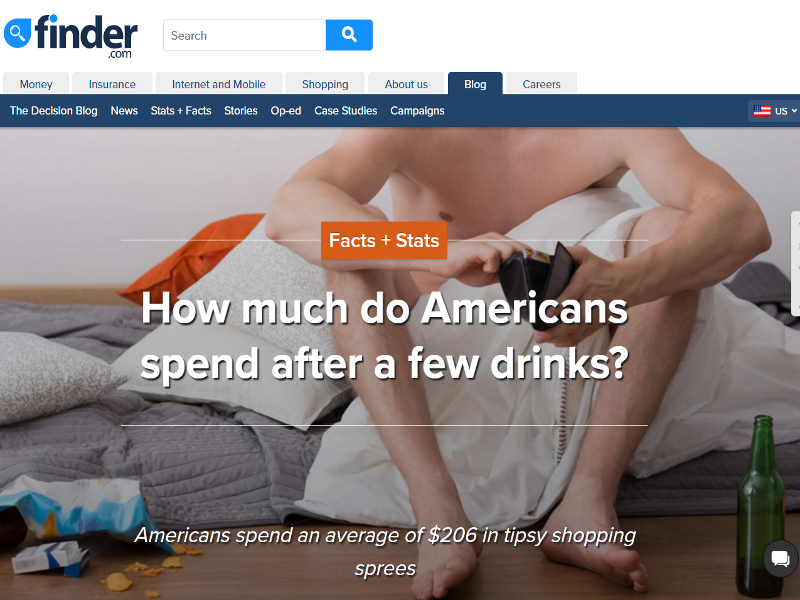 finder
.com
Search
Money Insurance Internet and Mobile Shopping About us Blog Careers
The Decision Blog News Stats + Facts Stories Op-ed Case Studies Campaigns US
Facts + Stats
How much do Americans
spend after a few drinks?
Americans spend an average of $206 in tipsy shopping
sprees